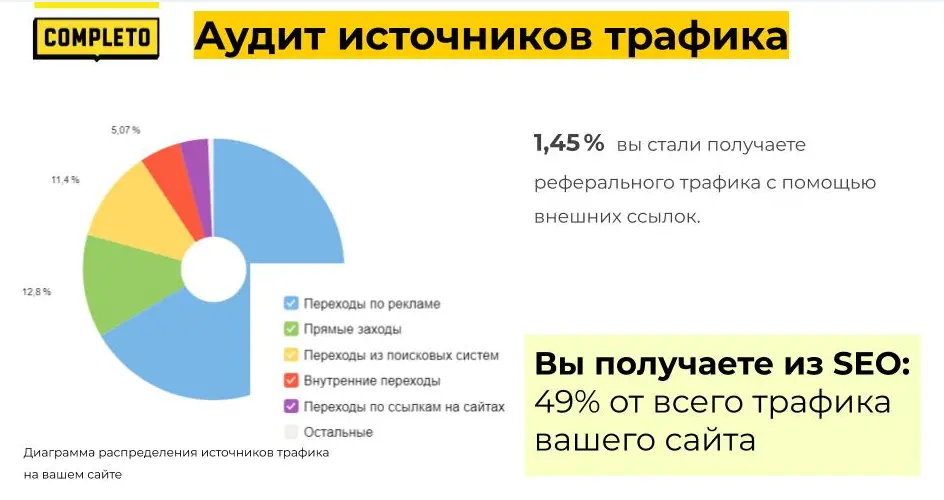 COMPLETO
Аудит источников трафика
5,07 %
11,4 %
12,8 %
1,45 % вы стали получаете
реферального трафика с помощью
внешних ссылок.
Переходы по рекламе
Прямые заходы
Переходы из поисковых систем
Внутренние переходы
Переходы по ссылкам на сайтах
Остальные
Вы получаете из SEO:
49% от всего трафика
вашего сайта
Диаграмма распределения источников трафика
на вашем сайте